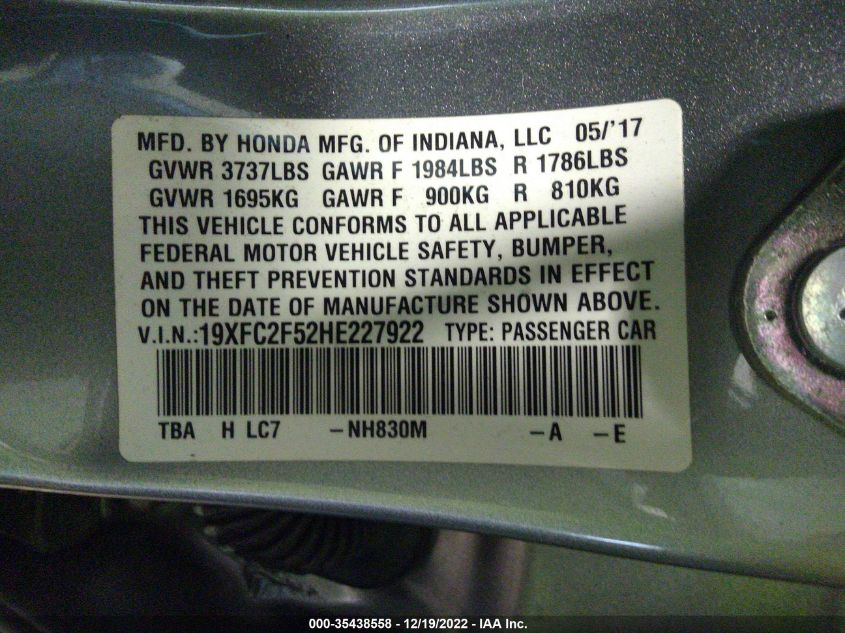 MFD. BY HONDA MFG. OF INDIANA, LLC 05/'17
GVWR 3737LBS GAWR F 1984LBS R 1786LBS
GVWR 1695KG GAWR F 900KG R 810KG
THIS VEHICLE CONFORMS TO ALL APPLICABLE
FEDERAL MOTOR VEHICLE SAFETY, BUMPER,
AND THEFT PREVENTION STANDARDS IN EFFECT
ON THE DATE OF MANUFACTURE SHOWN ABOVE.
V.I.N.:19XFC2F52HE227922 TYPE: PASSENGER CAR
TBA H LC7 –NH830M –A –E
000-35438558 - 12/19/2022 - IAA Inc.